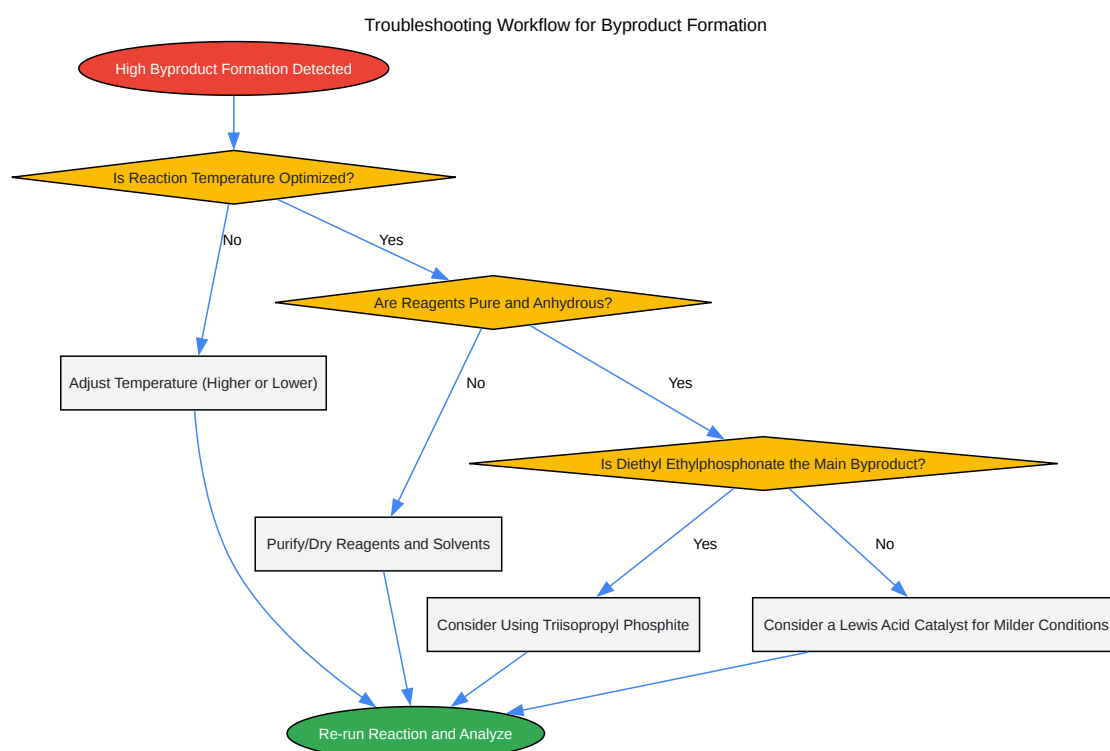 Troubleshooting Workflow for Byproduct Formation
High Byproduct Formation Detected
Is Reaction Temperature Optimized?
No
Yes
Are Reagents Pure and Anhydrous?
Adjust Temperature (Higher or Lower)
No
Yes
Is Diethyl Ethylphosphonate the Main Byproduct?
Purify/Dry Reagents and Solvents
Yes
No
Consider Using Triisopropyl Phosphite
Consider a Lewis Acid Catalyst for Milder Conditions
Re-run Reaction and Analyze